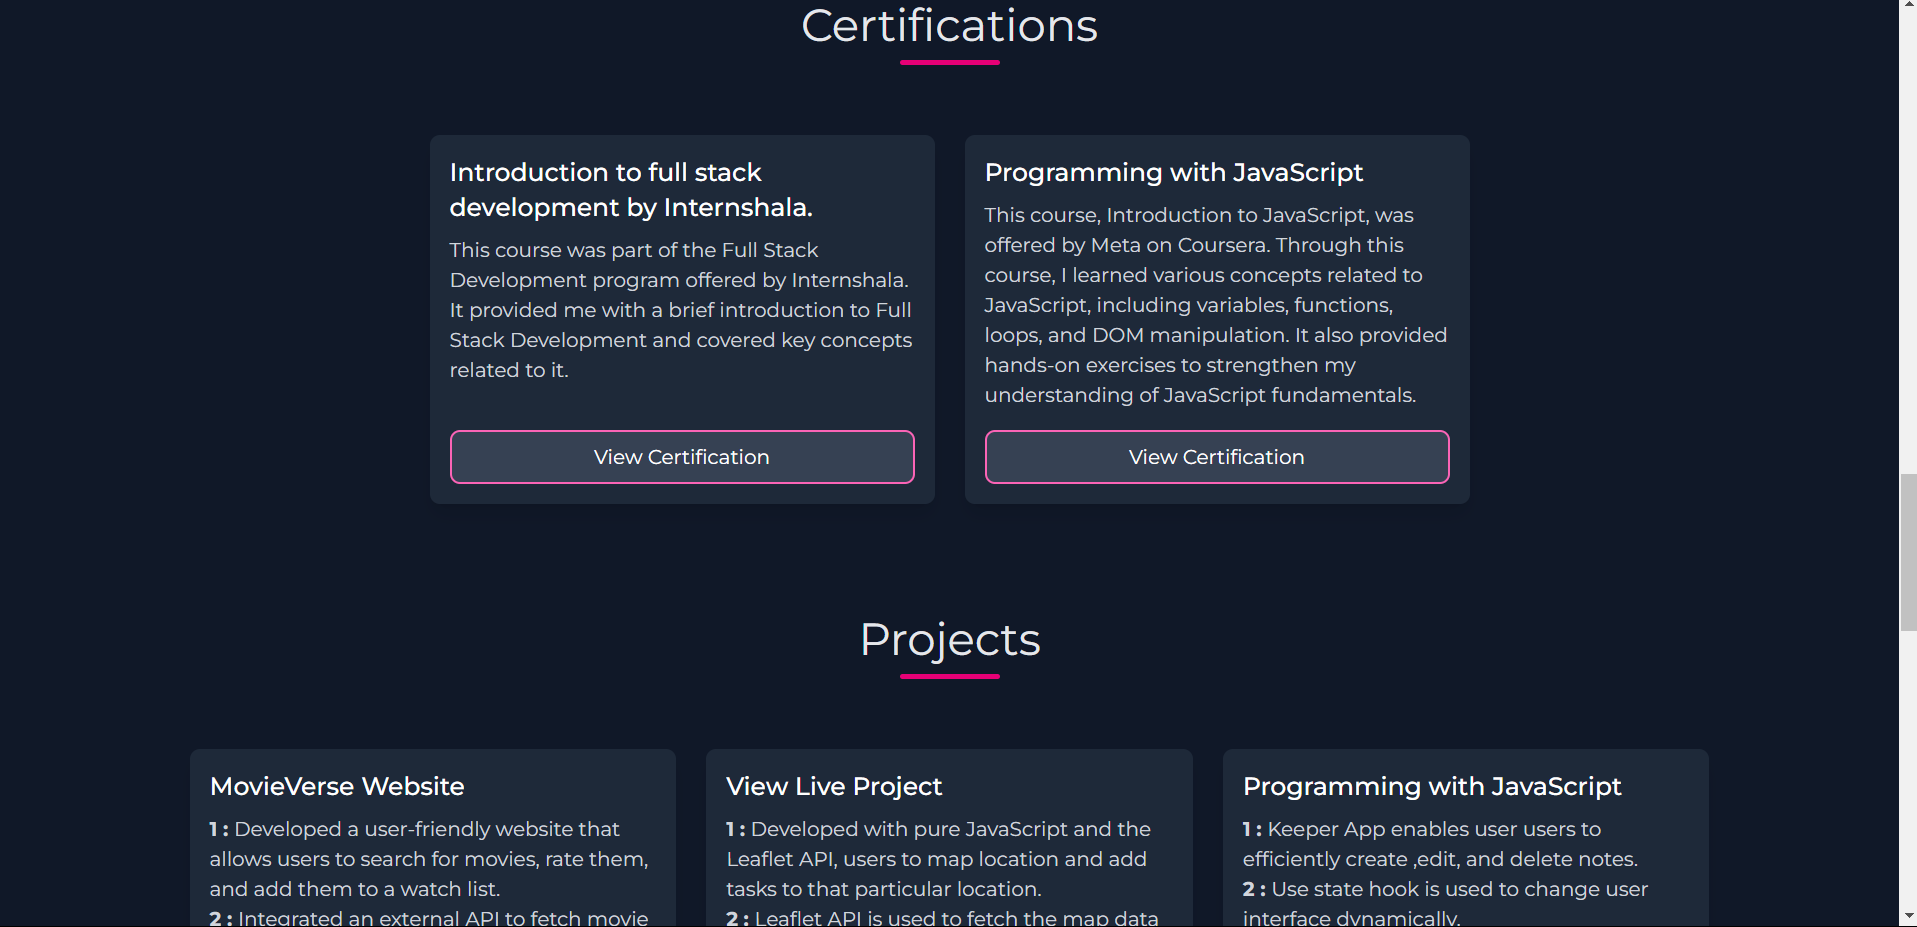 Certifications
Introduction to full stack
development by Internshala.
This course was part of the Full Stack
Development program offered by Internshala.
It provided me with a brief introduction to Full
Stack Development and covered key concepts
related to it.
View Certification
Programming with JavaScript
This course, Introduction to JavaScript, was
offered by Meta on Coursera. Through this
course, I learned various concepts related to
JavaScript, including variables, functions,
loops, and DOM manipulation. It also provided
hands-on exercises to strengthen my
understanding of JavaScript fundamentals.
View Certification
Projects
MovieVerse Website
1 : Developed a user-friendly website that
allows users to search for movies, rate them,
and add them to a watch list.
2 : Integrated an external API to fetch movie
View Live Project
1 : Developed with pure JavaScript and the
Leaflet API, users to map location and add
tasks to that particular location.
2 : Leaflet API is used to fetch the map data
Programming with JavaScript
1 : Keeper App enables user users to
efficiently create ,edit, and delete notes.
2 : Use state hook is used to change user
interface dynamically.